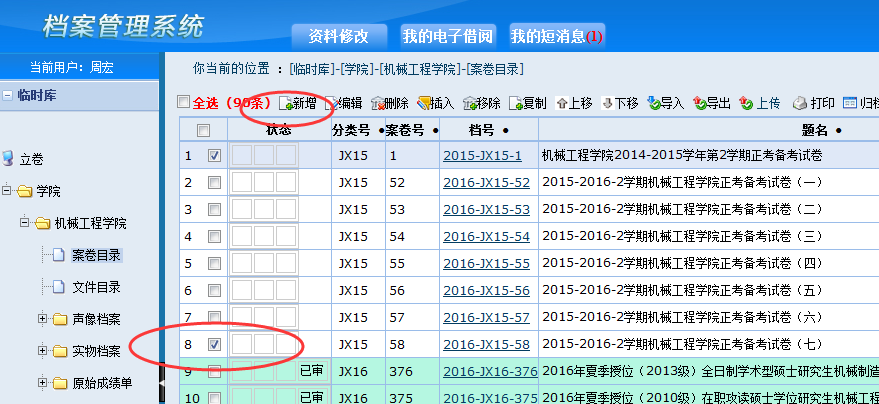 档案管理系统
资料修改 我的电子借阅 我的短消息(1)
当前用户：周宏
你当前的位置 ：[临时库]-[学院]-[机械工程学院]-[案卷目录]
临时库
立卷
学院
机械工程学院
案卷目录
文件目录
声像档案
实物档案
原始成绩单
全选（90条） 新增 编辑 删除 插入 移除 复制 上移 下移 导入 导出 上传 打印 归档
状态 分类号 ● 案卷号 ● 档号 ● 题名 ●
1 JX15 1 2015-JX15-1 机械工程学院2014-2015学年第2学期正考备考试卷
2 JX15 52 2016-JX15-52 2015-2016-2学期机械工程学院正考备考试卷（一）
3 JX15 53 2016-JX15-53 2015-2016-2学期机械工程学院正考备考试卷（二）
4 JX15 54 2016-JX15-54 2015-2016-2学期机械工程学院正考备考试卷（三）
5 JX15 55 2016-JX15-55 2015-2016-2学期机械工程学院正考备考试卷（四）
6 JX15 56 2016-JX15-56 2015-2016-2学期机械工程学院正考备考试卷（五）
7 JX15 57 2016-JX15-57 2015-2016-2学期机械工程学院正考备考试卷（六）
8 JX15 58 2016-JX15-58 2015-2016-2学期机械工程学院正考备考试卷（七）
9 已审 JX16 376 2016-JX16-376 2016年夏季授位（2013级）全日制学术型硕士研究生机械制造
10 已审 JX16 375 2016-JX16-375 2016年夏季授位（2010级）在职攻读硕士学位研究生机械工程